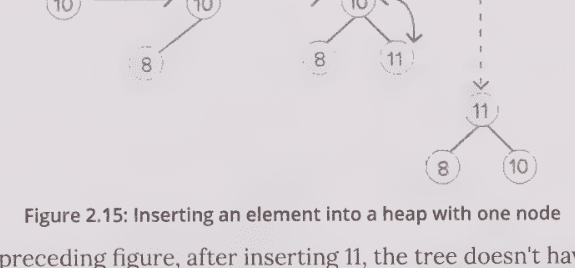 10 10 10
8 8 11
11
8 10
Figure 2.15: Inserting an element into a heap with one node
preceding figure, after inserting 11, the tree doesn't